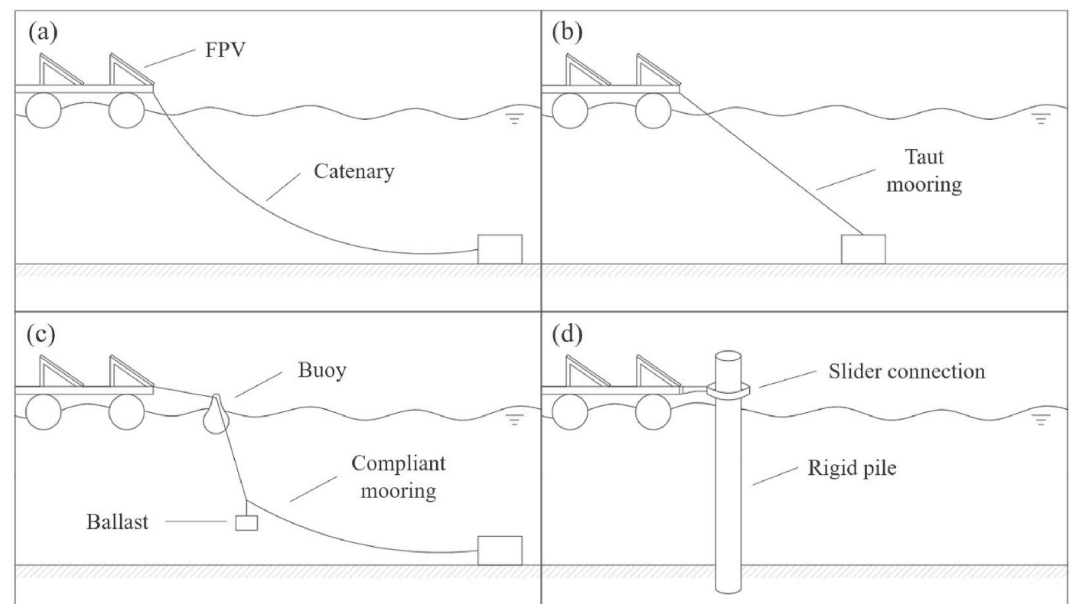 (a)
FPV
Catenary
(b)
Taut
mooring
(c)
Buoy
Compliant
mooring
Ballast
(d)
Slider connection
Rigid pile